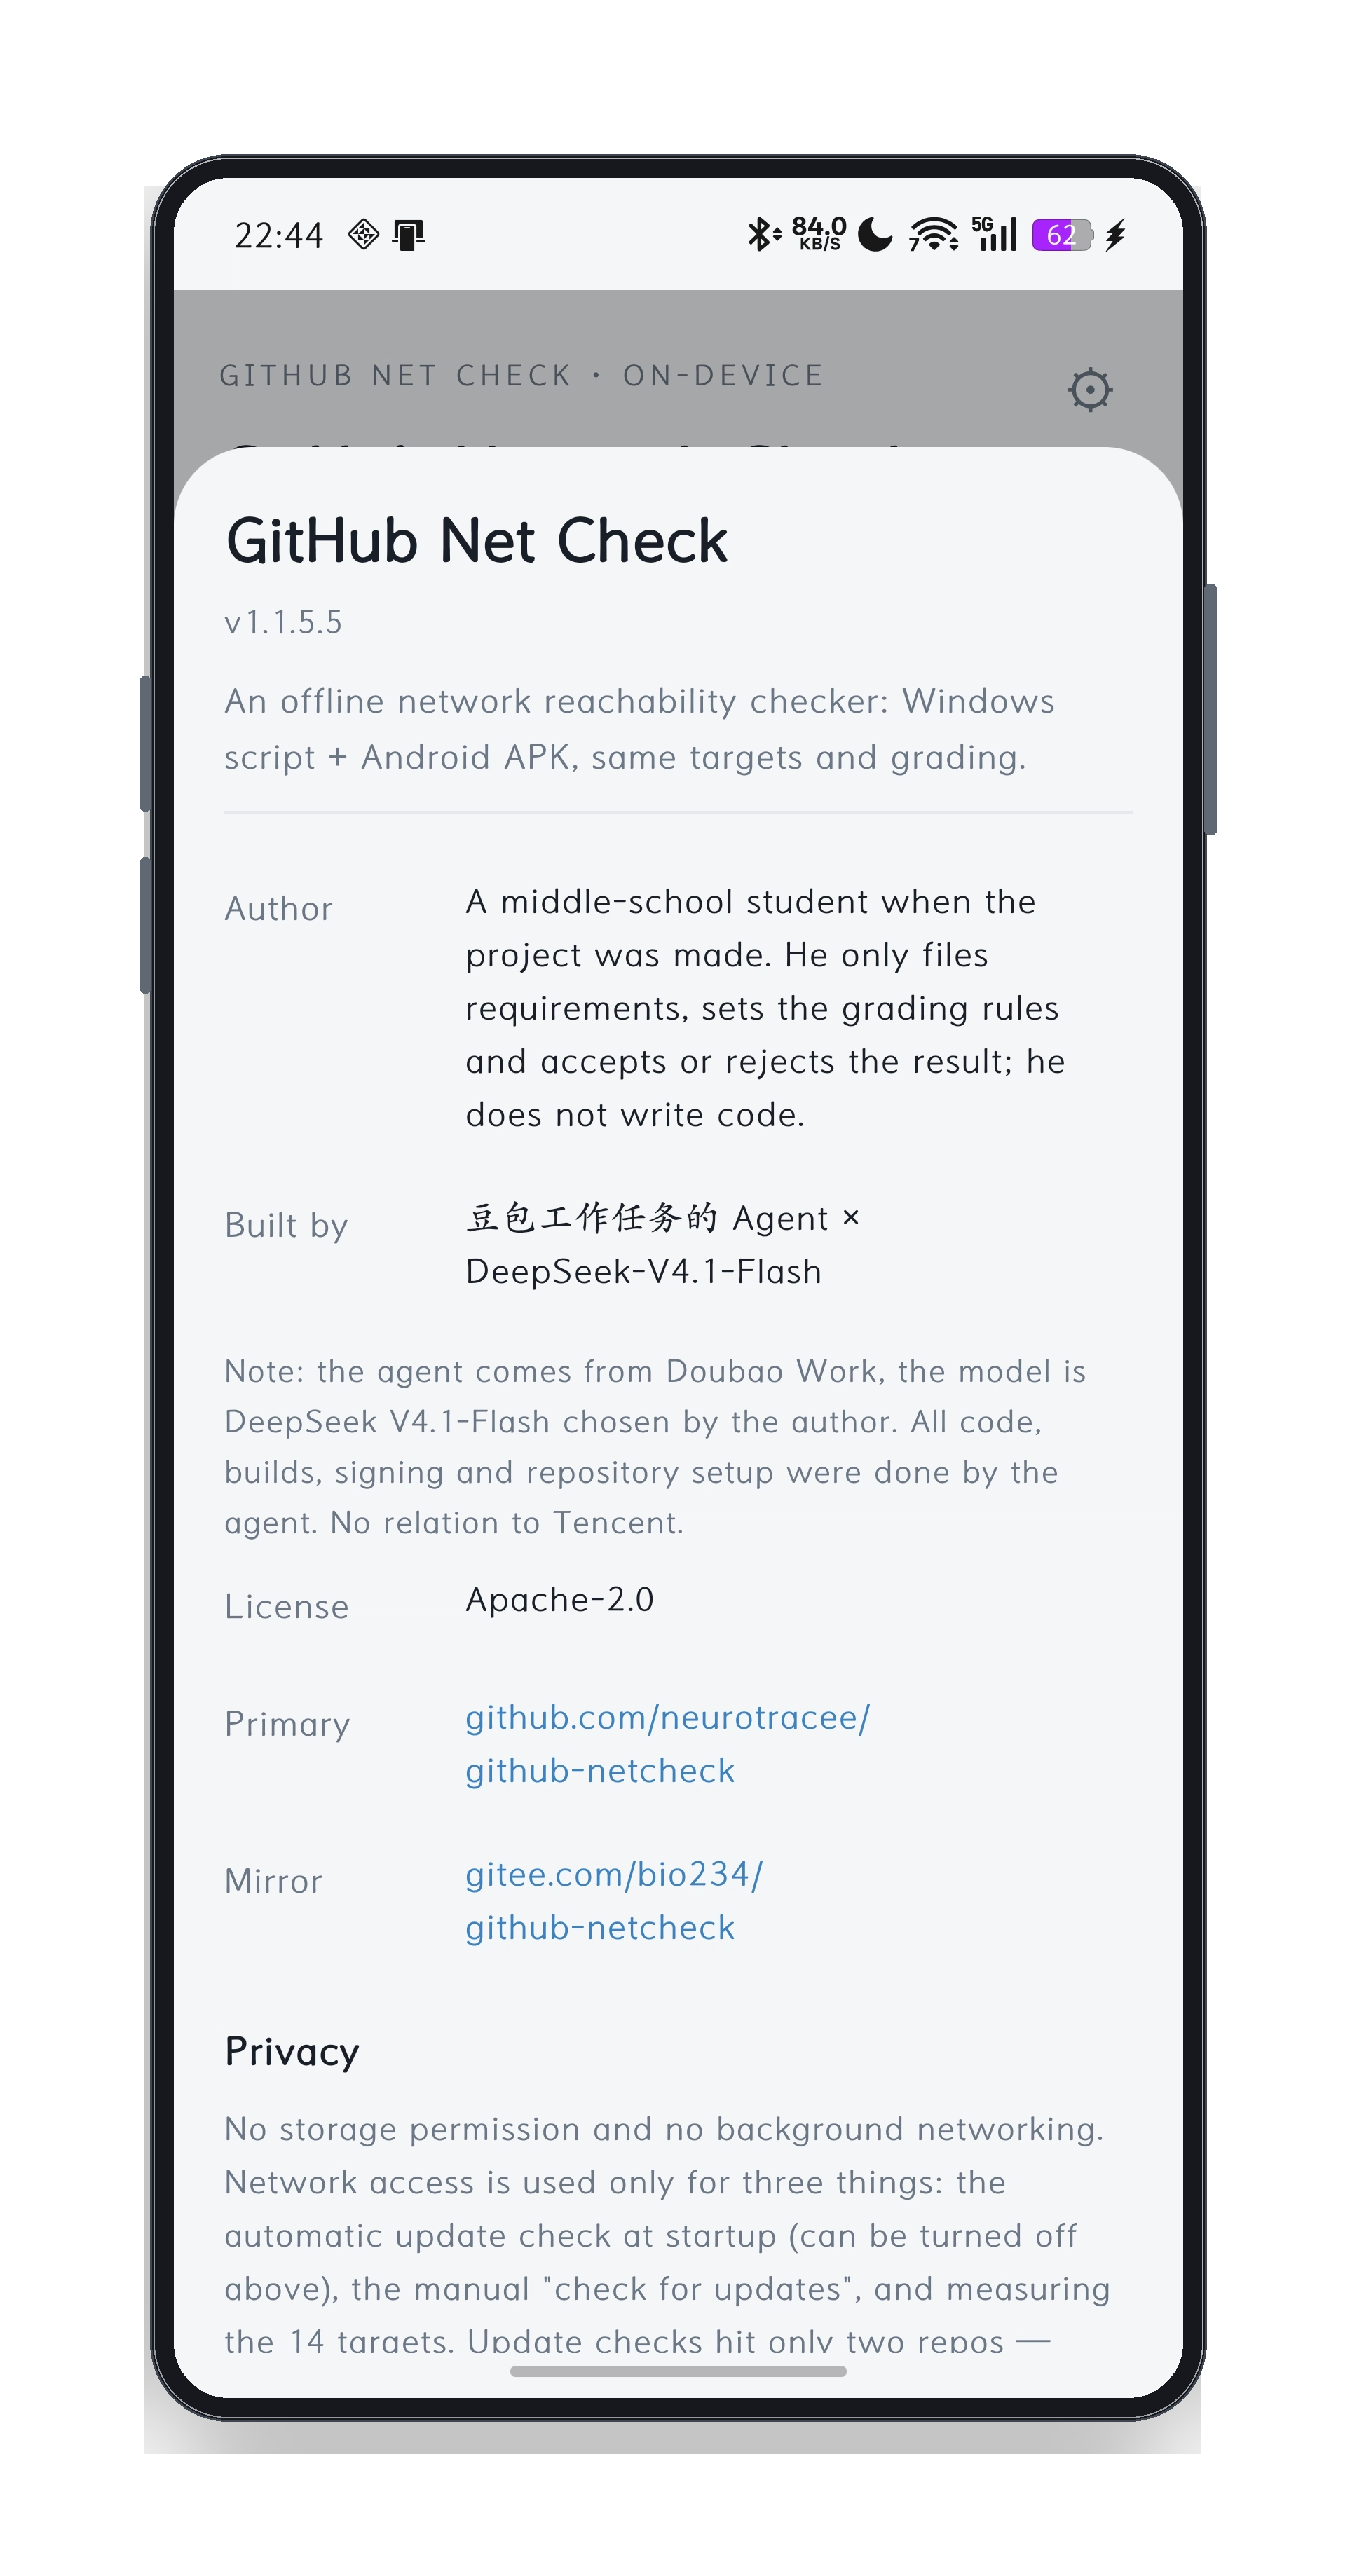 22:44
84.0
KB/S
7
5G
62
GITHUB NET CHECK · ON-DEVICE
GitHub Net Check
v1.1.5.5
An offline network reachability checker: Windows
script + Android APK, same targets and grading.
Author
A middle-school student when the
project was made. He only files
requirements, sets the grading rules
and accepts or rejects the result; he
does not write code.
Built by
豆包工作任务的 Agent ×
DeepSeek-V4.1-Flash
Note: the agent comes from Doubao Work, the model is
DeepSeek V4.1-Flash chosen by the author. All code,
builds, signing and repository setup were done by the
agent. No relation to Tencent.
License
Apache-2.0
Primary
github.com/neurotracee/
github-netcheck
Mirror
gitee.com/bio234/
github-netcheck
Privacy
No storage permission and no background networking.
Network access is used only for three things: the
automatic update check at startup (can be turned off
above), the manual "check for updates", and measuring
the 14 targets. Update checks hit only two repos —